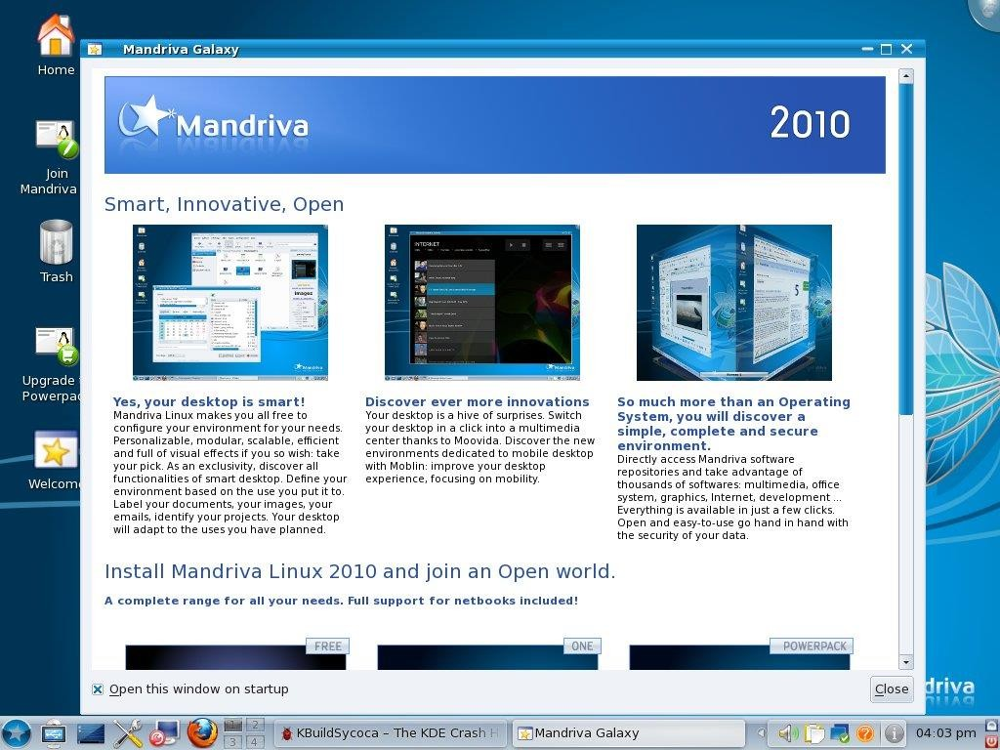 Home
Join
Mandriva
Trash
Upgrade
Powerpac
Welcome
Mandriva Galaxy
Mandriva
2010
Smart, Innovative, Open
INTERNET
images
Mandriva
Mandriva
5
Yes, your desktop is smart!
Mandriva Linux makes you all free to
configure your environment for your needs.
Personalizable, modular, scalable, efficient
and full of visual effects if you so wish: take
your pick. As an exclusivity, discover all
functionalities of smart desktop. Define your
environment based on the use you put it to.
Label your documents, your images, your
emails, identify your projects. Your desktop
will adapt to the uses you have planned.
Discover ever more innovations
Your desktop is a hive of surprises. Switch
your desktop in a click into a multimedia
center thanks to Moovida. Discover the new
environments dedicated to mobile desktop
with Moblin: improve your desktop
experience, focusing on mobility.
So much more than an Operating
System, you will discover a
simple, complete and secure
environment.
Directly access Mandriva software
repositories and take advantage of
thousands of softwares: multimedia, office
system, graphics, Internet, development ...
Everything is available in just a few clicks.
Open and easy-to-use go hand in hand with
the security of your data.
Install Mandriva Linux 2010 and join an Open world.
A complete range for all your needs. Full support for netbooks included!
FREE
ONE
POWERPACK
Open this window on startup
Close
driva
1 2
3 4
KBuildSycoca – The KDE Crash H
Mandriva Galaxy
04:03 pm